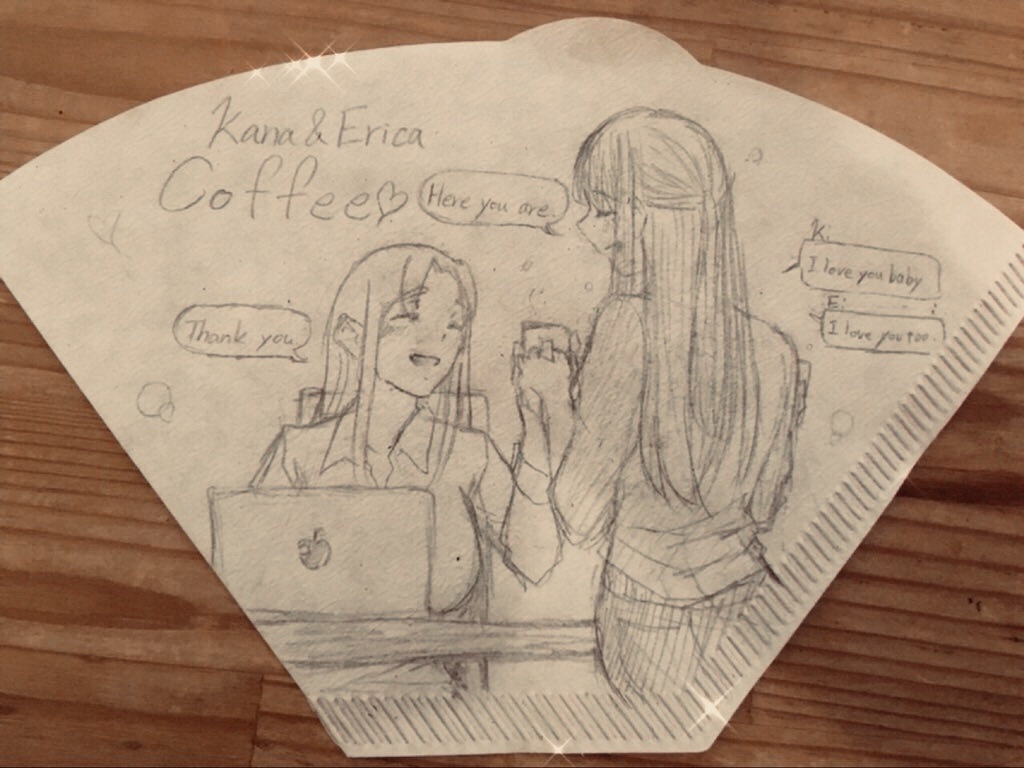 Kana & Erica
Coffee♡
Here you are.
Thank you
K:
I love you baby
E:
I love you too.